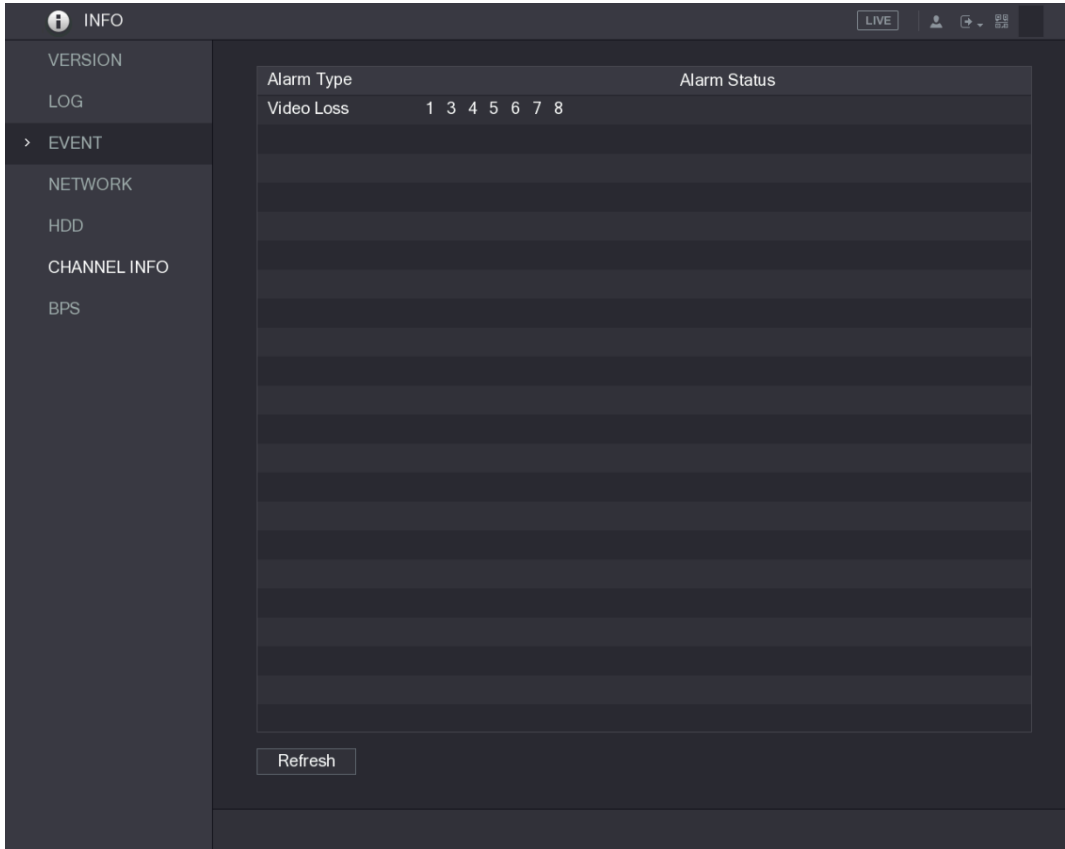 INFO
LIVE
VERSION
LOG
EVENT
NETWORK
HDD
CHANNEL INFO
BPS
Alarm Type Alarm Status
Video Loss 1 3 4 5 6 7 8
Refresh